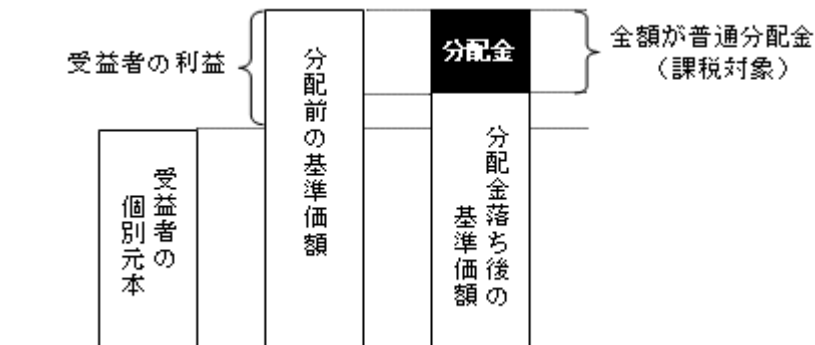 受益者の利益
分配前の基準価額
分配金
全額が普通分配金
（課税対象）
受益者の
個別元本
分配金落ち後の
基準価額